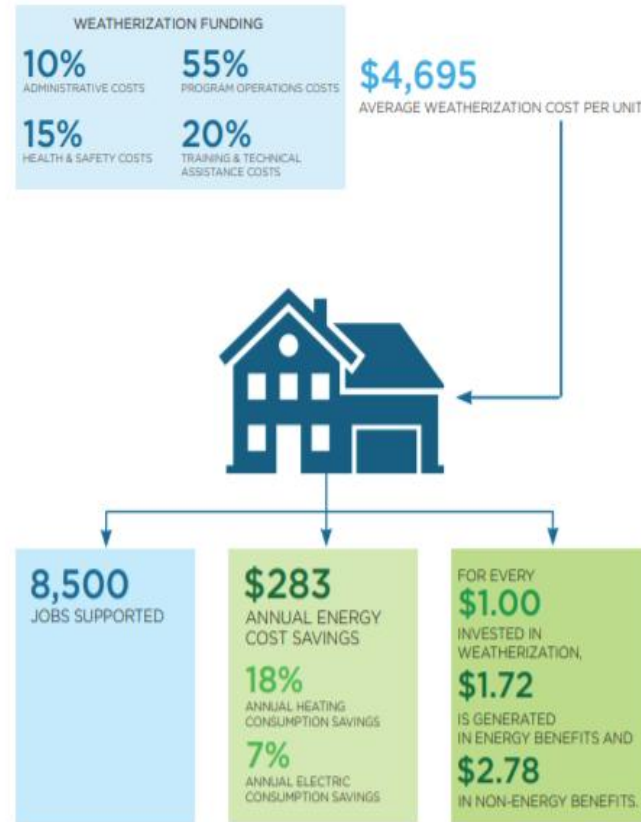 WEATHERIZATION FUNDING
10%
ADMINISTRATIVE COSTS
55%
PROGRAM OPERATIONS COSTS
15%
HEALTH & SAFETY COSTS
20%
TRAINING & TECHNICAL
ASSISTANCE COSTS
$4,695
AVERAGE WEATHERIZATION COST PER UNIT
8,500
JOBS SUPPORTED
$283
ANNUAL ENERGY
COST SAVINGS
18%
ANNUAL HEATING
CONSUMPTION SAVINGS
7%
ANNUAL ELECTRIC
CONSUMPTION SAVINGS
FOR EVERY
$1.00
INVESTED IN
WEATHERIZATION,
$1.72
IS GENERATED
IN ENERGY BENEFITS AND
$2.78
IN NON-ENERGY BENEFITS.